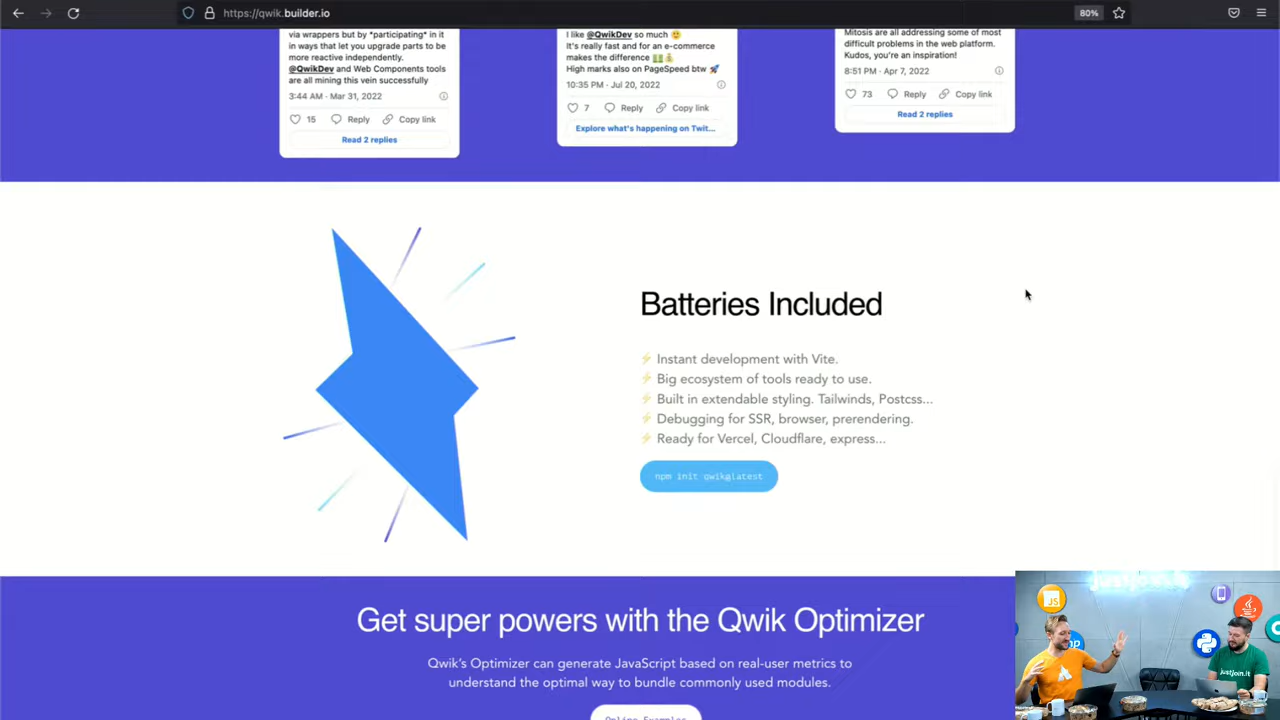 https://qwik.builder.io
80%
via wrappers but by *participating* in it
in ways that let you upgrade parts to be
more reactive independently.
@QwikDev and Web Components tools
are all mining this vein successfully
3:44 AM · Mar 31, 2022
15 Reply Copy link
Read 2 replies
I like @QwikDev so much
It's really fast and for an e-commerce
makes the difference
High marks also on PageSpeed btw 🚀
10:35 PM · Jul 20, 2022
7 Reply Copy link
Explore what's happening on Twit...
Mitosis are all addressing some of most
difficult problems in the web platform.
Kudos, you're an inspiration!
8:51 PM · Apr 7, 2022
73 Reply Copy link
Read 2 replies
Batteries Included
⚡ Instant development with Vite.
⚡ Big ecosystem of tools ready to use.
⚡ Built in extendable styling. Tailwinds, Postcss...
⚡ Debugging for SSR, browser, prerendering.
⚡ Ready for Vercel, Cloudflare, express...
npm init qwik@latest
Get super powers with the Qwik Optimizer
Qwik's Optimizer can generate JavaScript based on real-user metrics to
understand the optimal way to bundle commonly used modules.
Online Examples
JS
justjoin.it